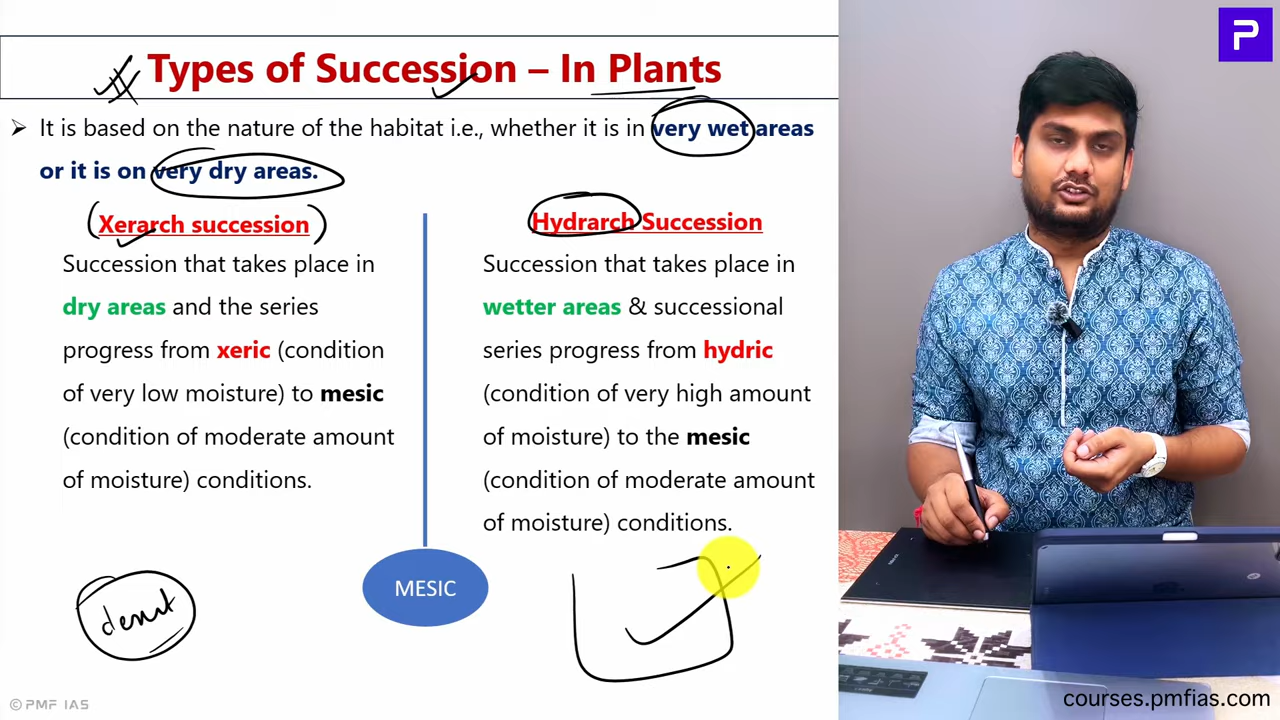 P
Types of Succession – In Plants
➢ It is based on the nature of the habitat i.e., whether it is in very wet areas
or it is on very dry areas.
Xerarch succession
Succession that takes place in
dry areas and the series
progress from xeric (condition
of very low moisture) to mesic
(condition of moderate amount
of moisture) conditions.
Hydrarch Succession
Succession that takes place in
wetter areas & successional
series progress from hydric
(condition of very high amount
of moisture) to the mesic
(condition of moderate amount
of moisture) conditions.
MESIC
© PMF IAS
courses.pmfias.com